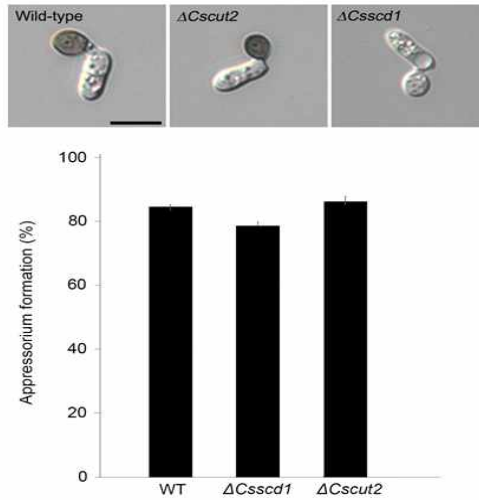 Wild-type ΔCscut2 ΔCsscd1
100
80
60
40
20
0
Appressorium formation (%)
WT ΔCsscd1 ΔCscut2